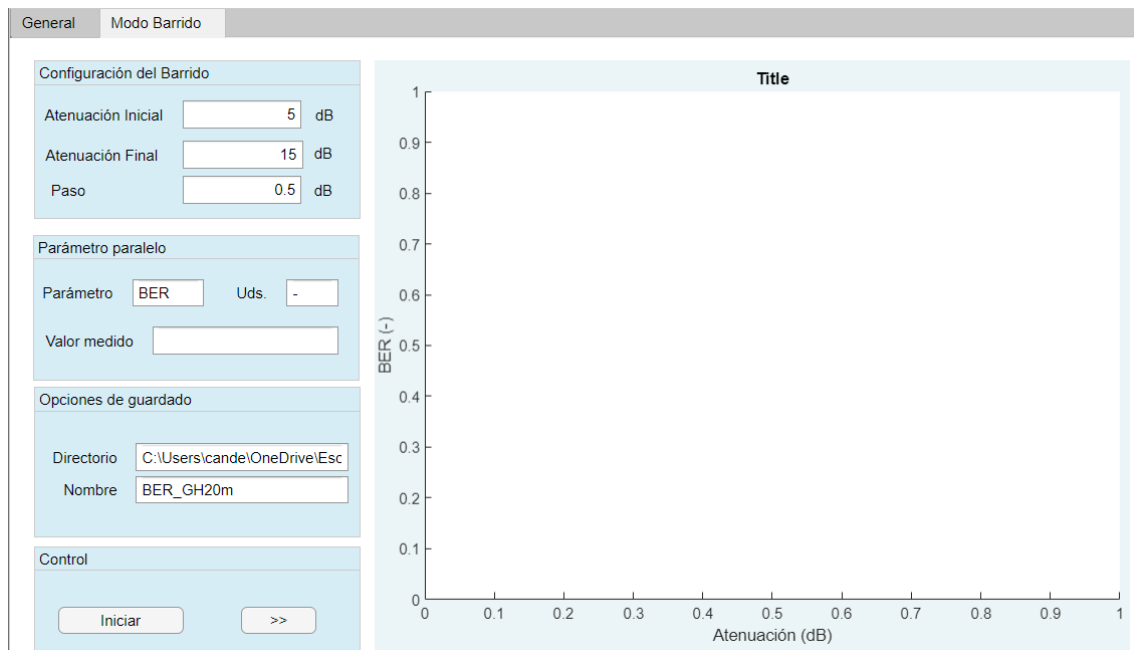 General Modo Barrido
Configuración del Barrido
Atenuación Inicial 5 dB
Atenuación Final 15 dB
Paso 0.5 dB
Parámetro paralelo
Parámetro BER Uds. -
Valor medido
Opciones de guardado
Directorio C:\Users\cande\OneDrive\Esc
Nombre BER_GH20m
Control
Iniciar >>
Title
1
0.9
0.8
0.7
0.6
0.5
0.4
0.3
0.2
0.1
0
BER (-)
0 0.1 0.2 0.3 0.4 0.5 0.6 0.7 0.8 0.9 1
Atenuación (dB)